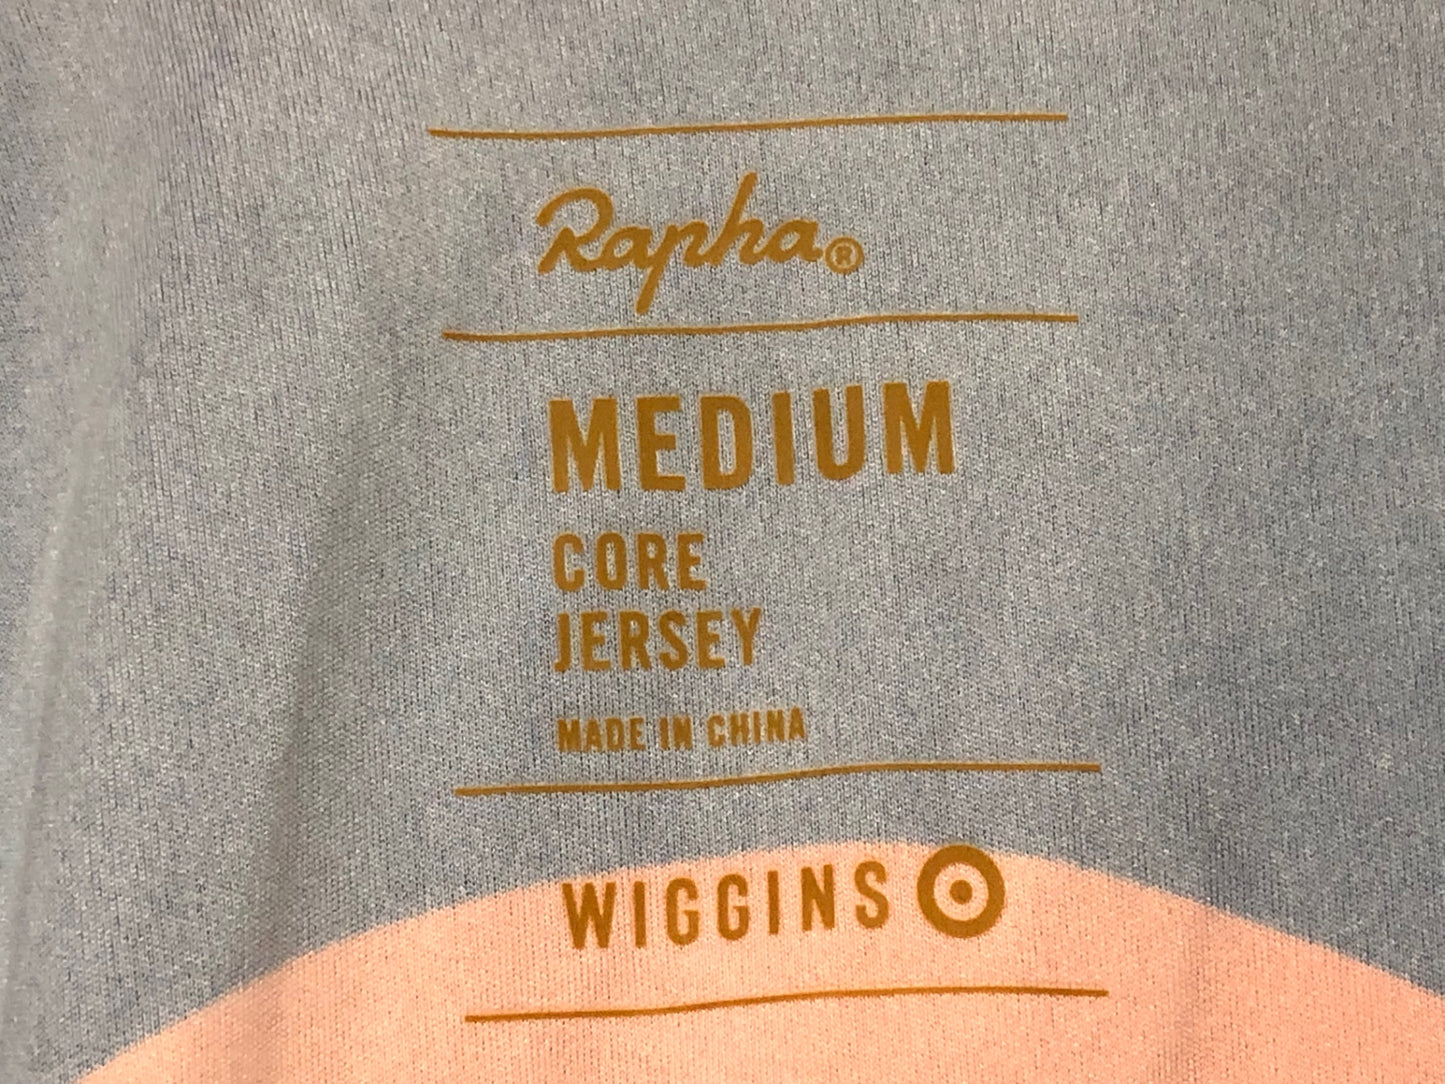 Rapha®
MEDIUM
CORE
JERSEY
MADE IN CHINA
WIGGINS